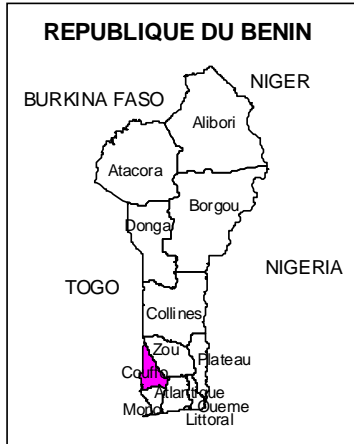 REPUBLIQUE DU BENIN
NIGER
BURKINA FASO
Alibori
Atacora
Borgou
Donga
NIGERIA
TOGO
Collines
Zou
Plateau
Couffo
Atlantique
Mono
Oueme
Littoral